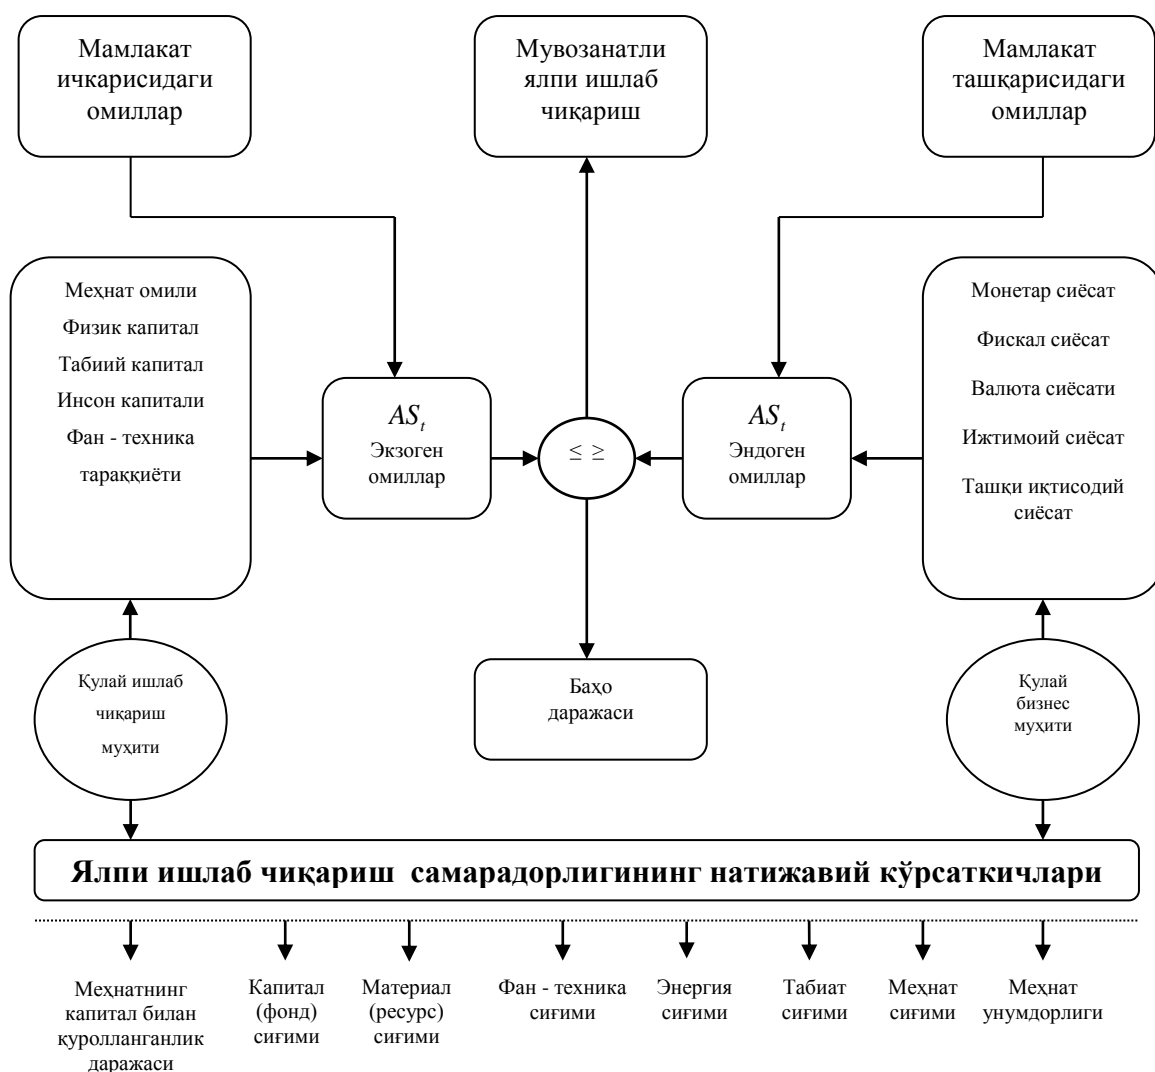 Мамлакат
ичкарисидаги
омиллар
Мувозанатли
ялпи ишлаб
чиқариш
Мамлакат
ташқарисидаги
омиллар
Меҳнат омили
Физик капитал
Табиий капитал
Инсон капитали
Фан - техника
тараққиёти
ASt
Экзоген
омиллар
≤ ≥
ASt
Эндоген
омиллар
Монетар сиёсат
Фискал сиёсат
Валюта сиёсати
Ижтимоий сиёсат
Ташқи иқтисодий
сиёсат
Қулай ишлаб
чиқариш
муҳити
Баҳо
даражаси
Қулай
бизнес
муҳити
Ялпи ишлаб чиқариш самарадорлигининг натижавий кўрсаткичлари
Меҳнатнинг
капитал билан
қуролланганлик
даражаси
Капитал
(фонд)
сиғими
Материал
(ресурс)
сиғими
Фан - техника
сиғими
Энергия
сиғими
Табиат
сиғими
Меҳнат
сиғими
Меҳнат
унумдорлиги